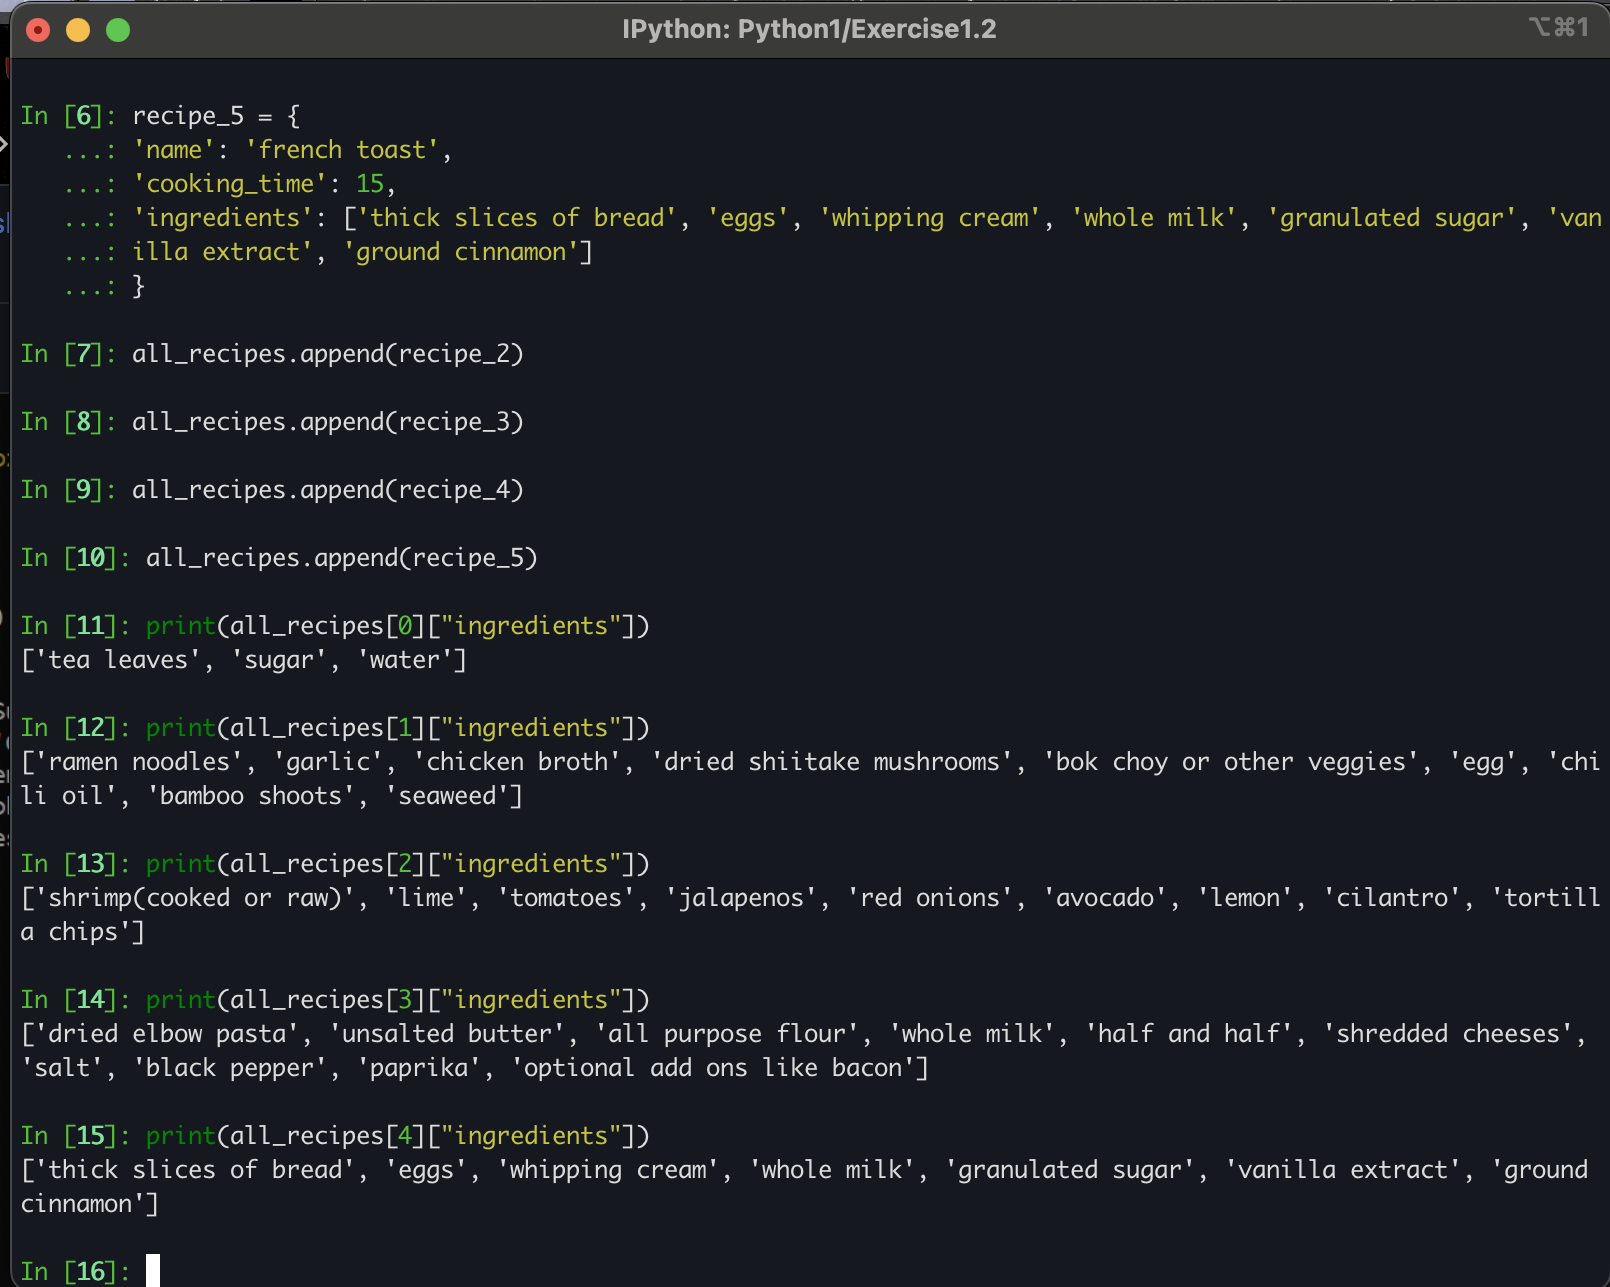 IPython: Python1/Exercise1.2
⌥⌘1
In [6]: recipe_5 = {
...: 'name': 'french toast',
...: 'cooking_time': 15,
...: 'ingredients': ['thick slices of bread', 'eggs', 'whipping cream', 'whole milk', 'granulated sugar', 'van
...: illa extract', 'ground cinnamon']
...: }
In [7]: all_recipes.append(recipe_2)
In [8]: all_recipes.append(recipe_3)
In [9]: all_recipes.append(recipe_4)
In [10]: all_recipes.append(recipe_5)
In [11]: print(all_recipes[0]["ingredients"])
['tea leaves', 'sugar', 'water']
In [12]: print(all_recipes[1]["ingredients"])
['ramen noodles', 'garlic', 'chicken broth', 'dried shiitake mushrooms', 'bok choy or other veggies', 'egg', 'chi
li oil', 'bamboo shoots', 'seaweed']
In [13]: print(all_recipes[2]["ingredients"])
['shrimp(cooked or raw)', 'lime', 'tomatoes', 'jalapenos', 'red onions', 'avocado', 'lemon', 'cilantro', 'tortill
a chips']
In [14]: print(all_recipes[3]["ingredients"])
['dried elbow pasta', 'unsalted butter', 'all purpose flour', 'whole milk', 'half and half', 'shredded cheeses',
'salt', 'black pepper', 'paprika', 'optional add ons like bacon']
In [15]: print(all_recipes[4]["ingredients"])
['thick slices of bread', 'eggs', 'whipping cream', 'whole milk', 'granulated sugar', 'vanilla extract', 'ground
cinnamon']
In [16]: